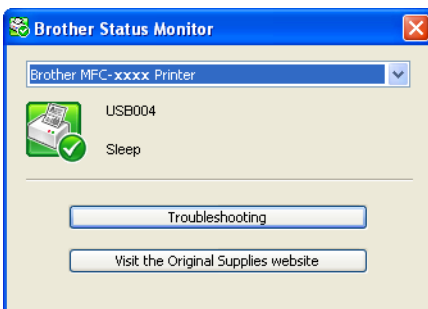 Brother Status Monitor
Brother MFC-xxxx Printer
USB004
Sleep
Troubleshooting
Visit the Original Supplies website